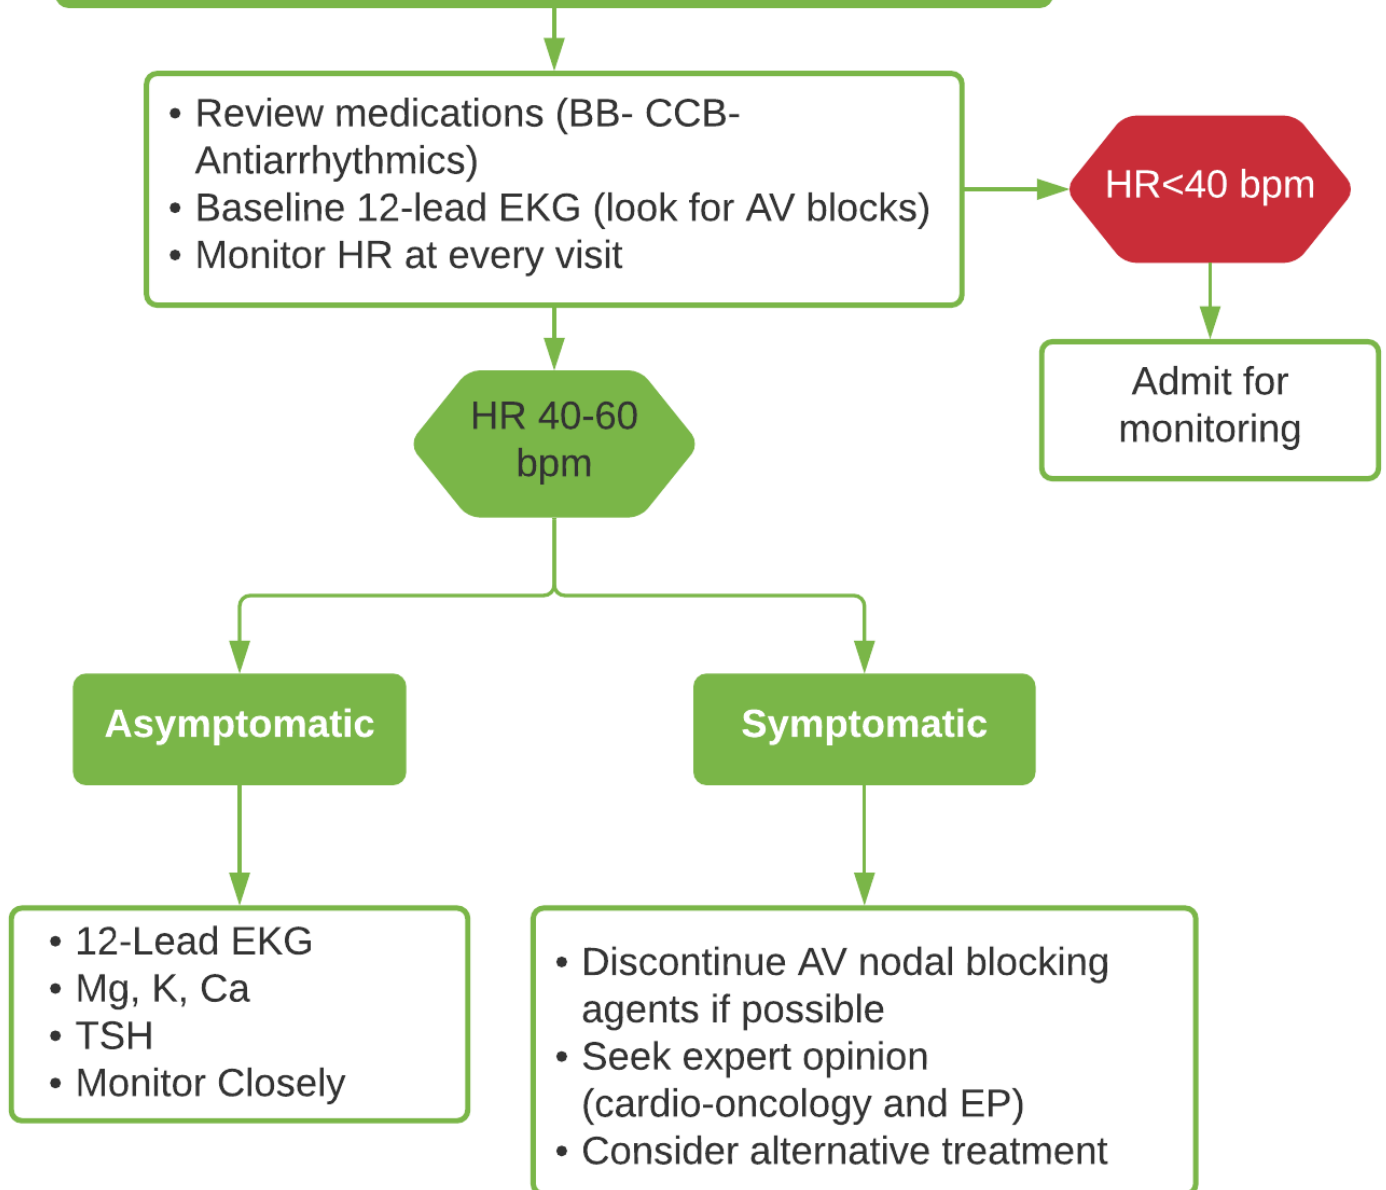 • Review medications (BB- CCB-
Antiarrhythmics)
• Baseline 12-lead EKG (look for AV blocks)
• Monitor HR at every visit
HR<40 bpm
Admit for
monitoring
HR 40-60
bpm
Asymptomatic
Symptomatic
• 12-Lead EKG
• Mg, K, Ca
• TSH
• Monitor Closely
• Discontinue AV nodal blocking
agents if possible
• Seek expert opinion
(cardio-oncology and EP)
• Consider alternative treatment